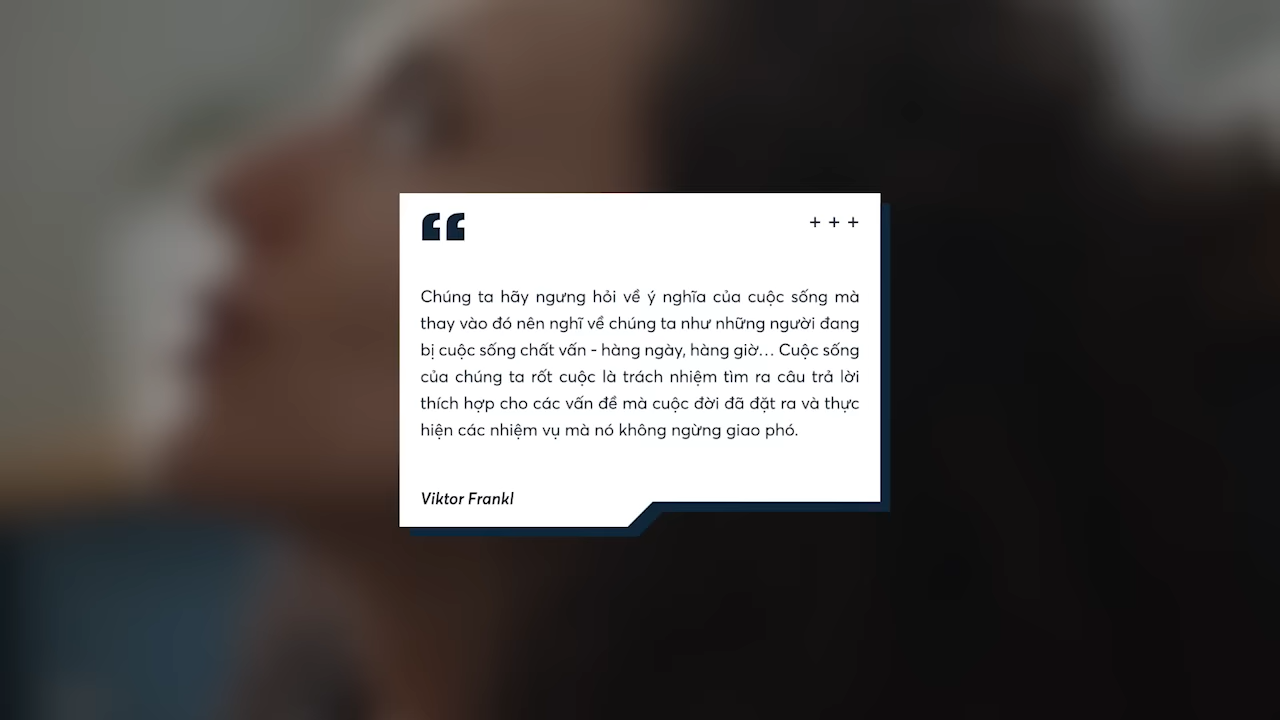 “
+ + +
Chúng ta hãy ngưng hỏi về ý nghĩa của cuộc sống mà
thay vào đó nên nghĩ về chúng ta như những người đang
bị cuộc sống chất vấn - hàng ngày, hàng giờ... Cuộc sống
của chúng ta rốt cuộc là trách nhiệm tìm ra câu trả lời
thích hợp cho các vấn đề mà cuộc đời đã đặt ra và thực
hiện các nhiệm vụ mà nó không ngừng giao phó.
Viktor Frankl